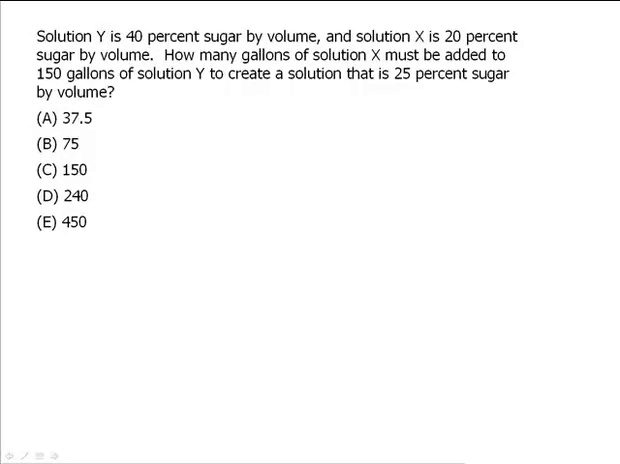 Solution Y is 40 percent sugar by volume, and solution X is 20 percent
sugar by volume.  How many gallons of solution X must be added to
150 gallons of solution Y to create a solution that is 25 percent sugar
by volume?
(A) 37.5
(B) 75
(C) 150
(D) 240
(E) 450